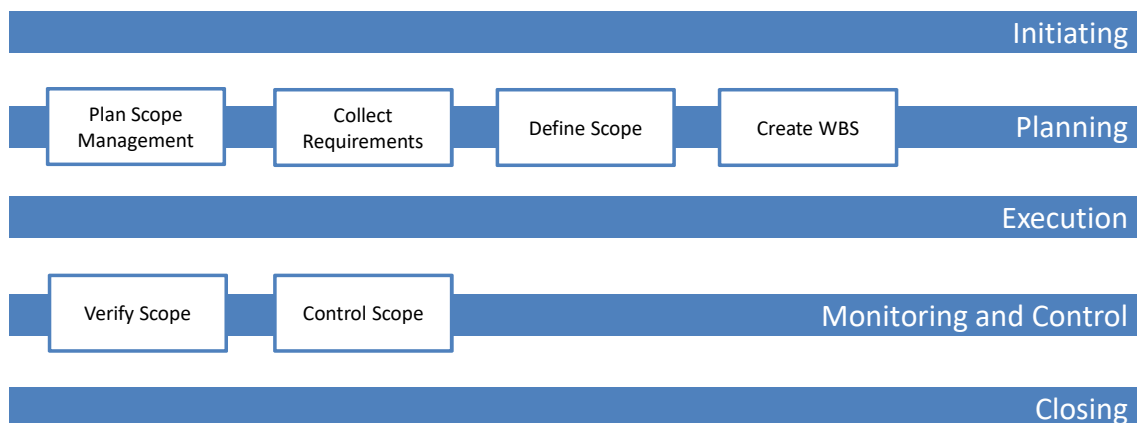 Initiating
Plan Scope
Management
Collect
Requirements
Define Scope
Create WBS
Planning
Execution
Verify Scope
Control Scope
Monitoring and Control
Closing